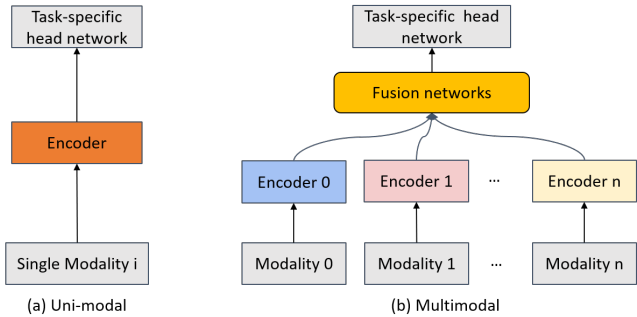 Task-specific
head network
Encoder
Single Modality i
(a) Uni-modal
Task-specific head
network
Fusion networks
Encoder 0
Encoder 1
...
Encoder n
Modality 0
Modality 1
...
Modality n
(b) Multimodal